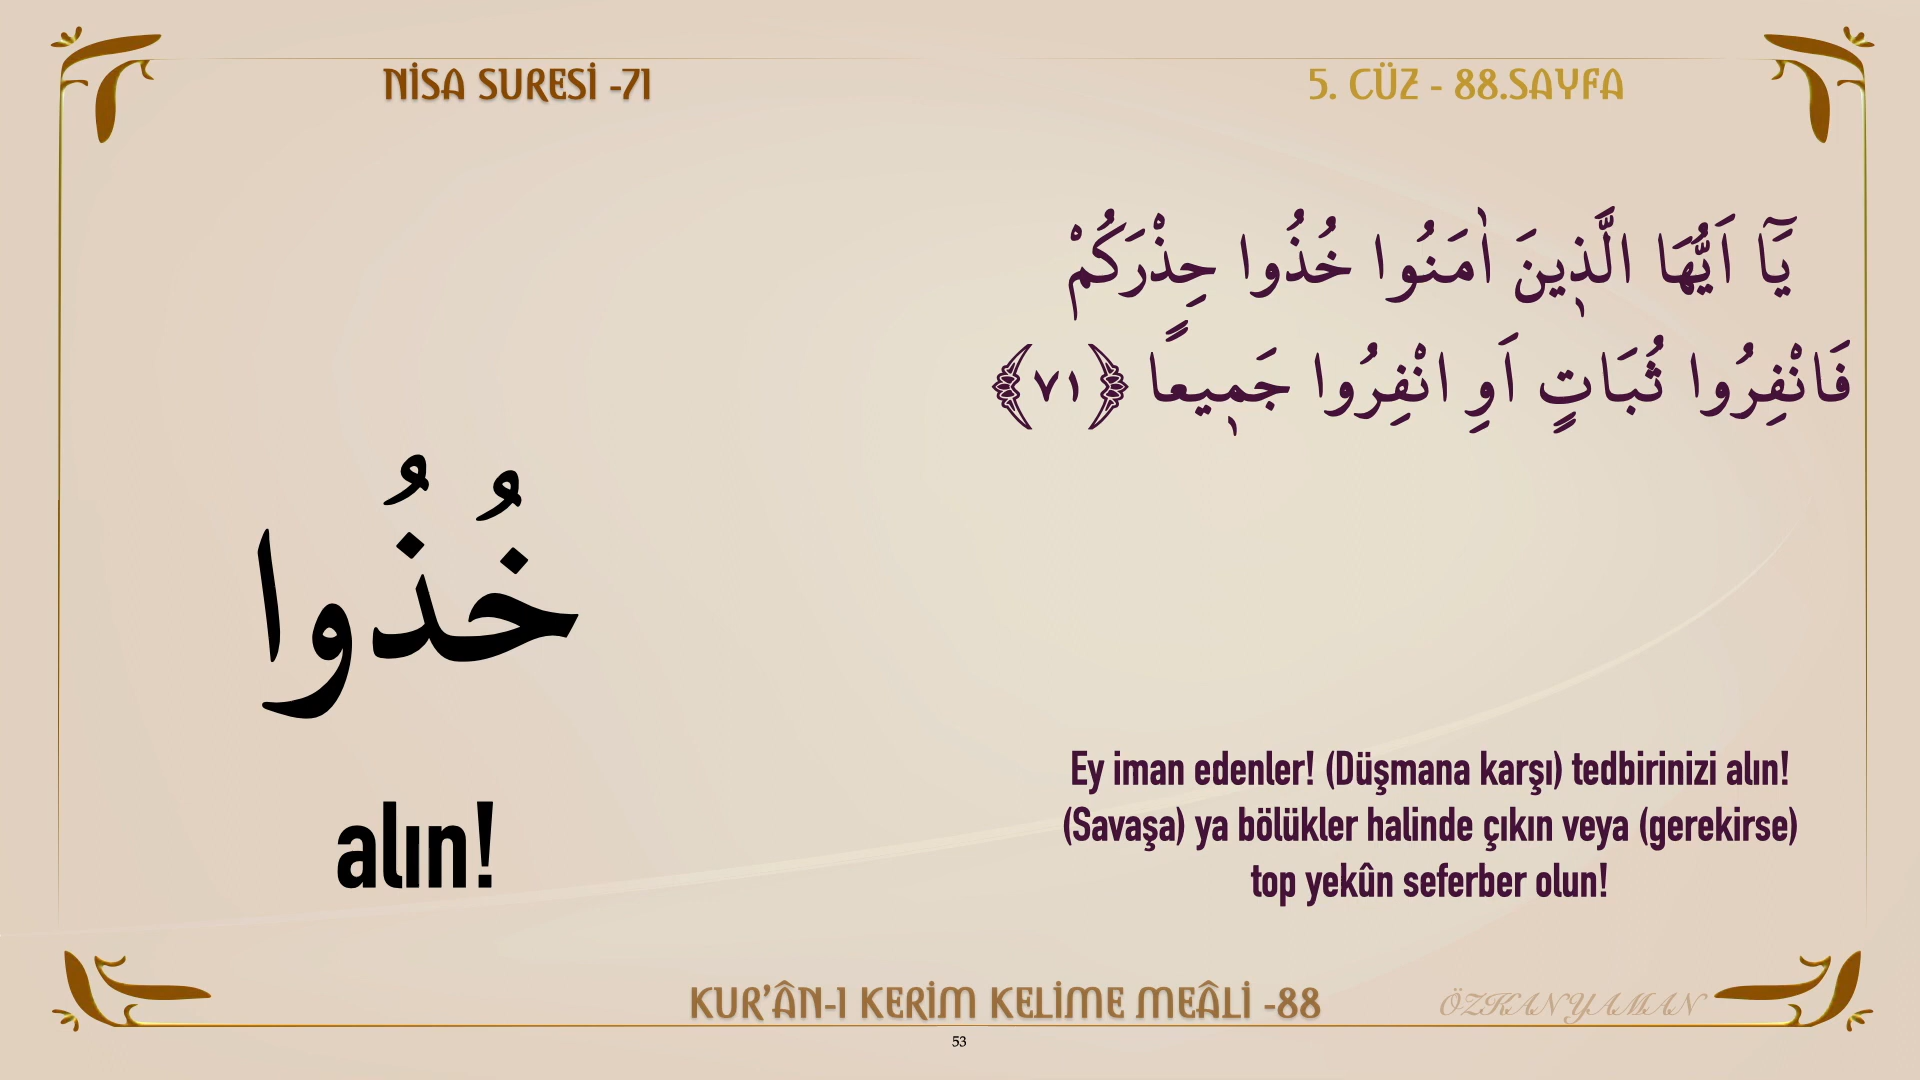 NİSA SURESİ -71
5. CÜZ - 88.SAYFA
يَٓا اَيُّهَا الَّذ۪ينَ اٰمَنُوا خُذُوا حِذْرَكُمْ
فَانْفِرُوا ثُبَاتٍ اَوِ انْفِرُوا جَم۪يعًا ﴿٧١﴾
خُذُوا
alın!
Ey iman edenler! (Düşmana karşı) tedbirinizi alın!
(Savaşa) ya bölükler halinde çıkın veya (gerekirse)
top yekûn seferber olun!
KUR’ÂN-I KERİM KELİME MEÂLİ -88
ÖZKAN YAMAN
53